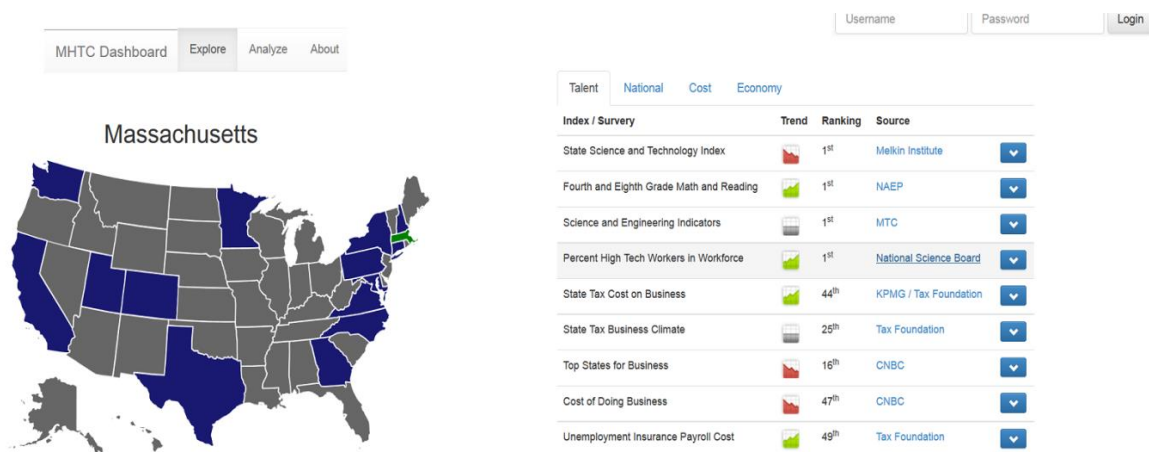 Username Password Login
MHTC Dashboard Explore Analyze About
Massachusetts
Talent National Cost Economy
Index / Survery Trend Ranking Source
State Science and Technology Index 1st Melkin Institute
Fourth and Eighth Grade Math and Reading 1st NAEP
Science and Engineering Indicators 1st MTC
Percent High Tech Workers in Workforce 1st National Science Board
State Tax Cost on Business 44th KPMG / Tax Foundation
State Tax Business Climate 25th Tax Foundation
Top States for Business 16th CNBC
Cost of Doing Business 47th CNBC
Unemployment Insurance Payroll Cost 49th Tax Foundation